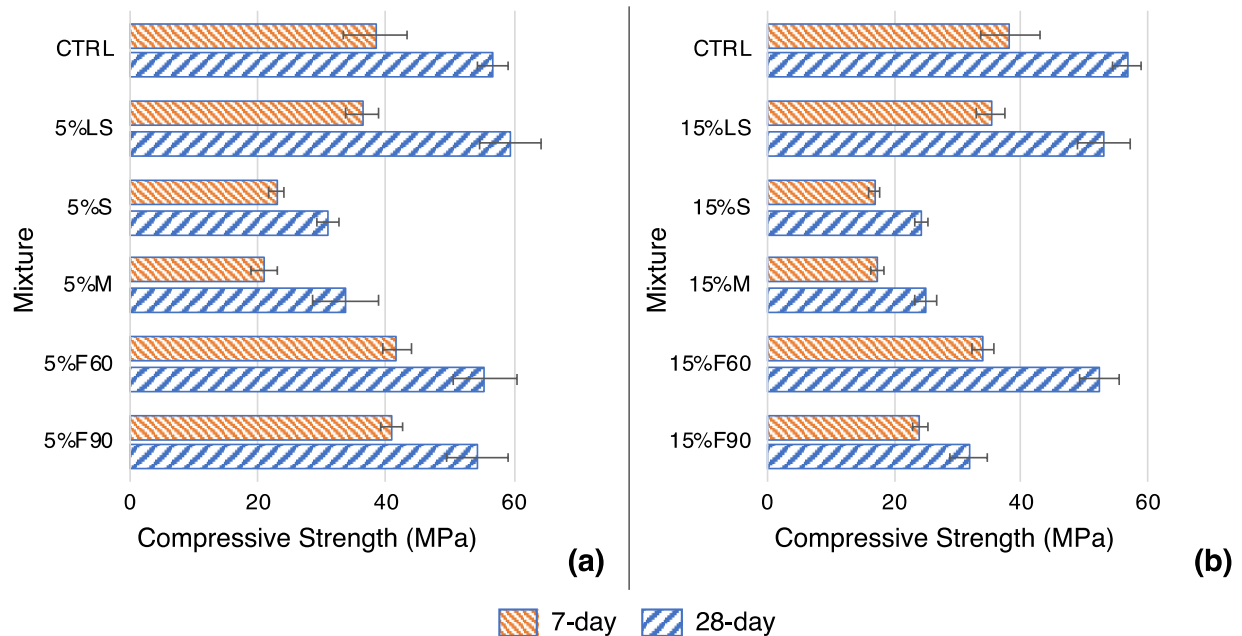 CTRL
5%LS
5%S
5%M
5%F60
5%F90
Mixture
0 20 40 60
Compressive Strength (MPa)
(a)
CTRL
15%LS
15%S
15%M
15%F60
15%F90
Mixture
0 20 40 60
Compressive Strength (MPa)
(b)
7-day 28-day